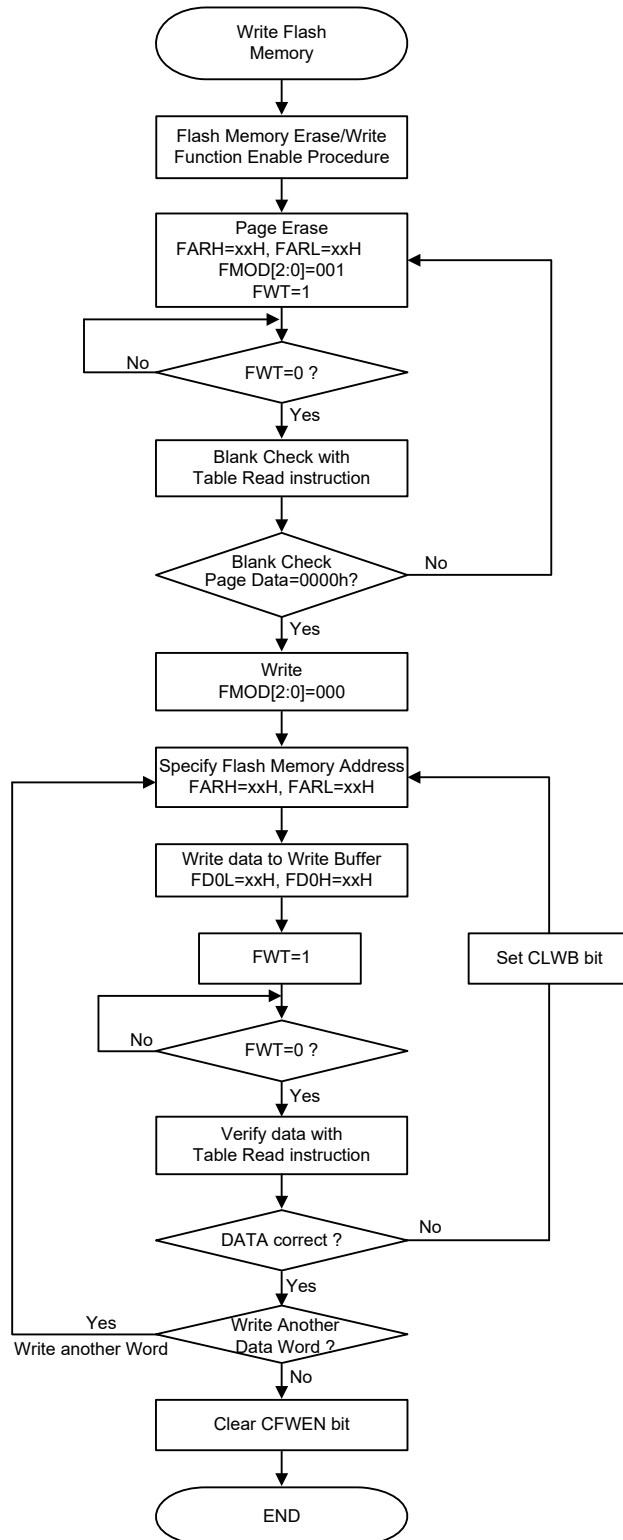 Write Flash
Memory
Flash Memory Erase/Write
Function Enable Procedure
Page Erase
FARH=xxH, FARL=xxH
FMOD[2:0]=001
FWT=1
No
FWT=0 ?
Yes
Blank Check with
Table Read instruction
Blank Check
Page Data=0000h?
No
Yes
Write
FMOD[2:0]=000
Specify Flash Memory Address
FARH=xxH, FARL=xxH
Write data to Write Buffer
FD0L=xxH, FD0H=xxH
FWT=1
Set CLWB bit
No
FWT=0 ?
Yes
Verify data with
Table Read instruction
DATA correct ?
No
Yes
Yes
Write another Word
Write Another
Data Word ?
No
Clear CFWEN bit
END